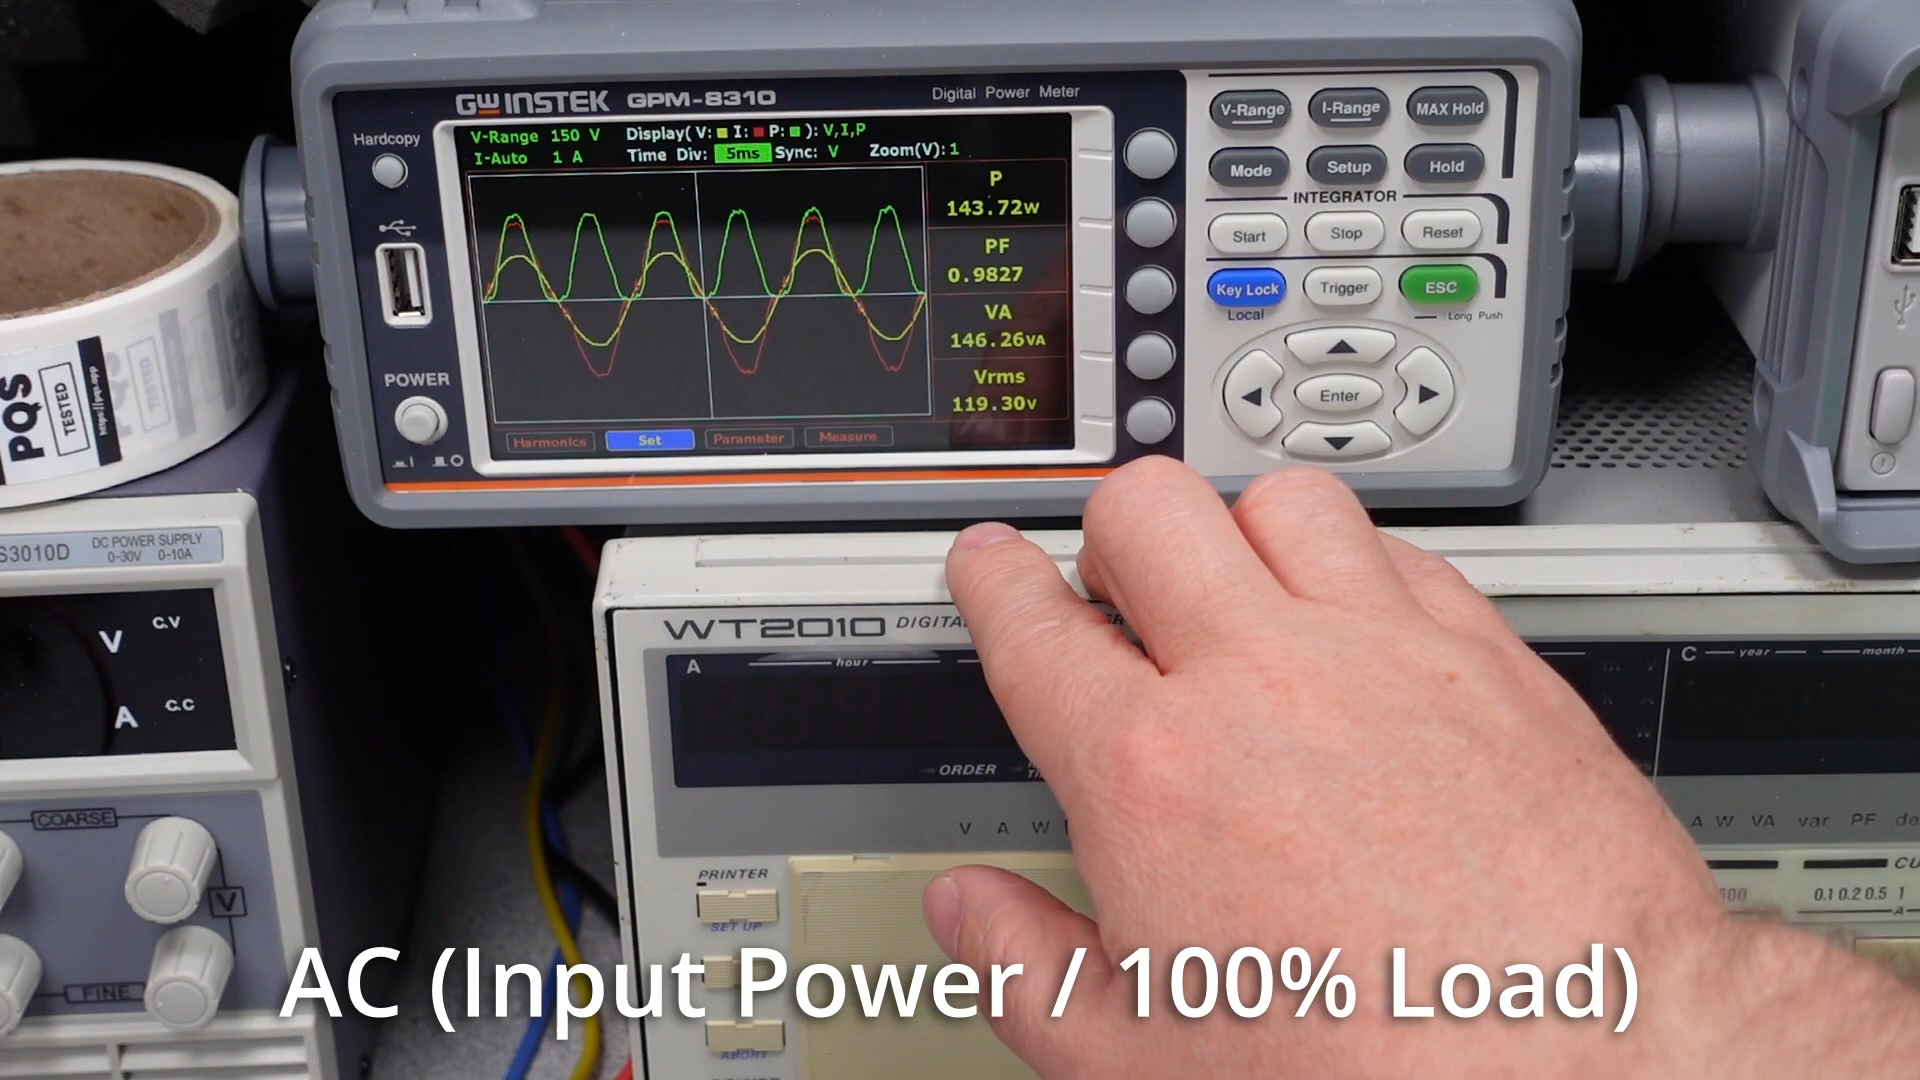 GW INSTEK GPM-8310 Digital Power Meter
Hardcopy
POWER
V-Range 150 V Display( V: I: P: ): V,I,P
I-Auto 1 A Time Div: 5ms Sync: V Zoom(V): 1
P
143.72W
PF
0.9827
VA
146.26VA
Vrms
119.30V
Harmonics Set Parameter Measure
V-Range I-Range MAX Hold
Mode Setup Hold
INTEGRATOR
Start Stop Reset
Key Lock Trigger ESC
Local Long Push
Enter
PQS
TESTED
S3010D DC POWER SUPPLY
0-30V 0-10A
V C.V
A C.C
COARSE
V
FINE
WT2010
A hour
ORDER
V A W
PRINTER
SET UP
ABORT
C year month
A W VA var PF
0.1 0.2 0.5 1
A
AC (Input Power / 100% Load)